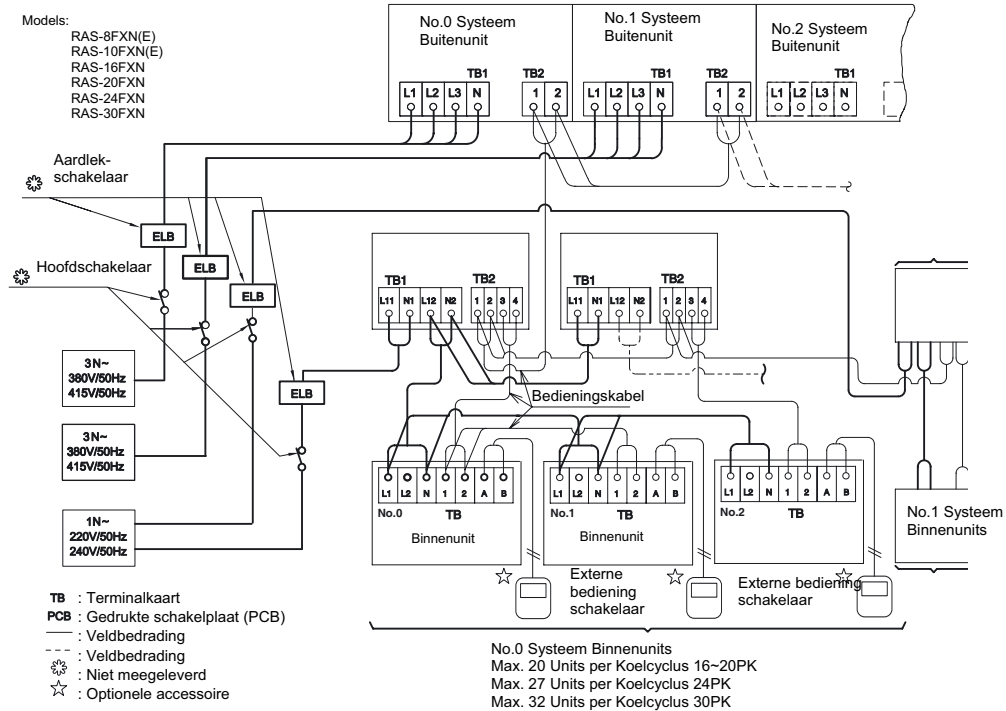 Models:
RAS-8FXN(E)
RAS-10FXN(E)
RAS-16FXN
RAS-20FXN
RAS-24FXN
RAS-30FXN
No.0 Systeem
Buitenunit
TB1
L1 L2 L3 N
TB2
1 2
No.1 Systeem
Buitenunit
TB1
L1 L2 L3 N
TB2
1 2
No.2 Systeem
Buitenunit
TB1
L1 L2 L3 N
Aardlek-
schakelaar
ELB
ELB
ELB
ELB
Hoofdschakelaar
3N~
380V/50Hz
415V/50Hz
3N~
380V/50Hz
415V/50Hz
1N~
220V/50Hz
240V/50Hz
TB1
L11 N1 L12 N2
TB2
1 2 3 4
TB1
L11 N1 L12 N2
TB2
1 2 3 4
Bedieningskabel
L1 L2 N 1 2 A B
No.0
TB
Binnenunit
L1 L2 N 1 2 A B
No.1
TB
Binnenunit
L1 L2 N 1 2 A B
No.2
TB
No.1 Systeem
Binnenunits
Externe
bediening
schakelaar
Externe bediening
schakelaar
TB : Terminalkaart
PCB : Gedrukte schakelplaat (PCB)
: Veldbedrading
: Veldbedrading
: Niet meegeleverd
: Optionele accessoire
No.0 Systeem Binnenunits
Max. 20 Units per Koelcyclus 16~20PK
Max. 27 Units per Koelcyclus 24PK
Max. 32 Units per Koelcyclus 30PK